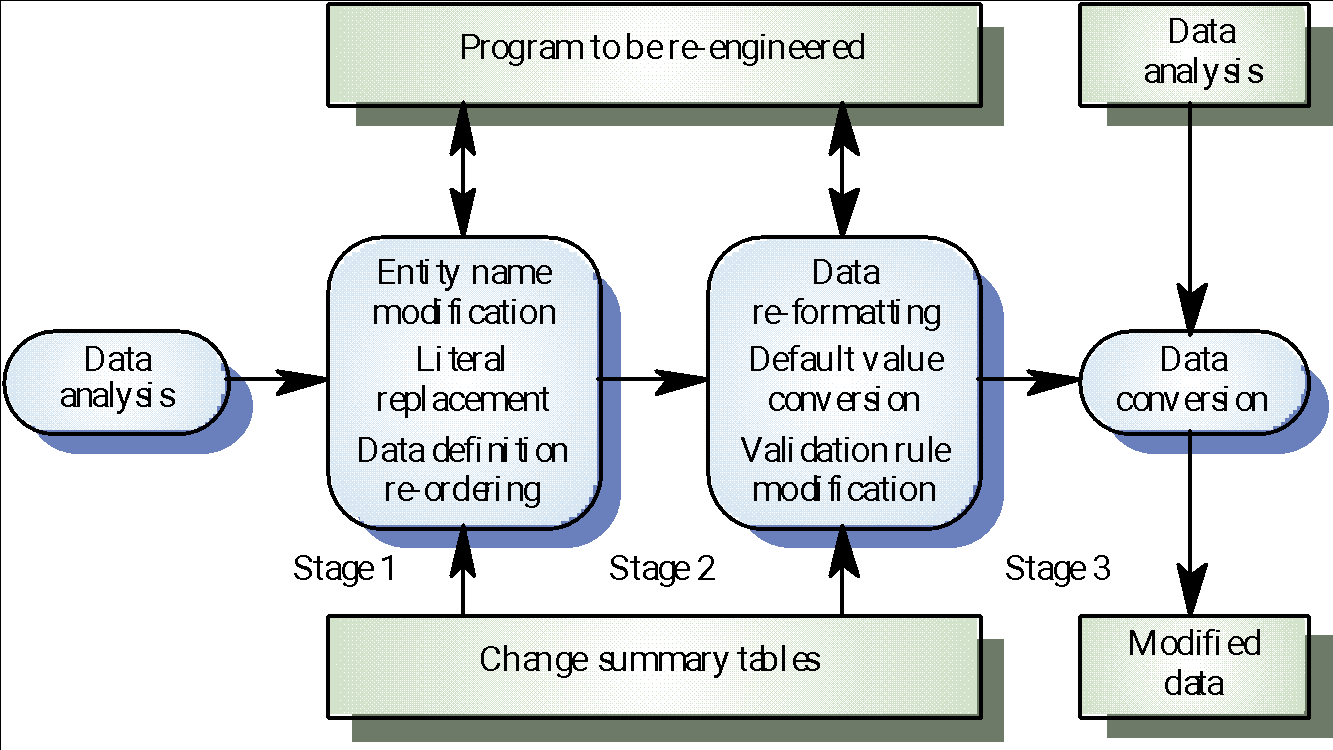 Program to be re-engineered
Data
analysis
Entity name
modification
Literal
replacement
Data definition
re-ordering
Data
re-formatting
Default value
conversion
Validation rule
modification
Data
analysis
Data
conversion
Stage 1
Stage 2
Stage 3
Change summary tables
Modified
data